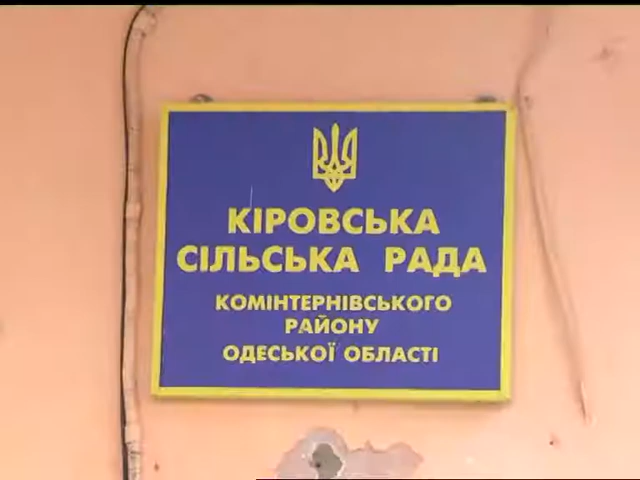 КІРОВСЬКА
СІЛЬСЬКА РАДА
КОМІНТЕРНІВСЬКОГО
РАЙОНУ
ОДЕСЬКОЇ ОБЛАСТІ